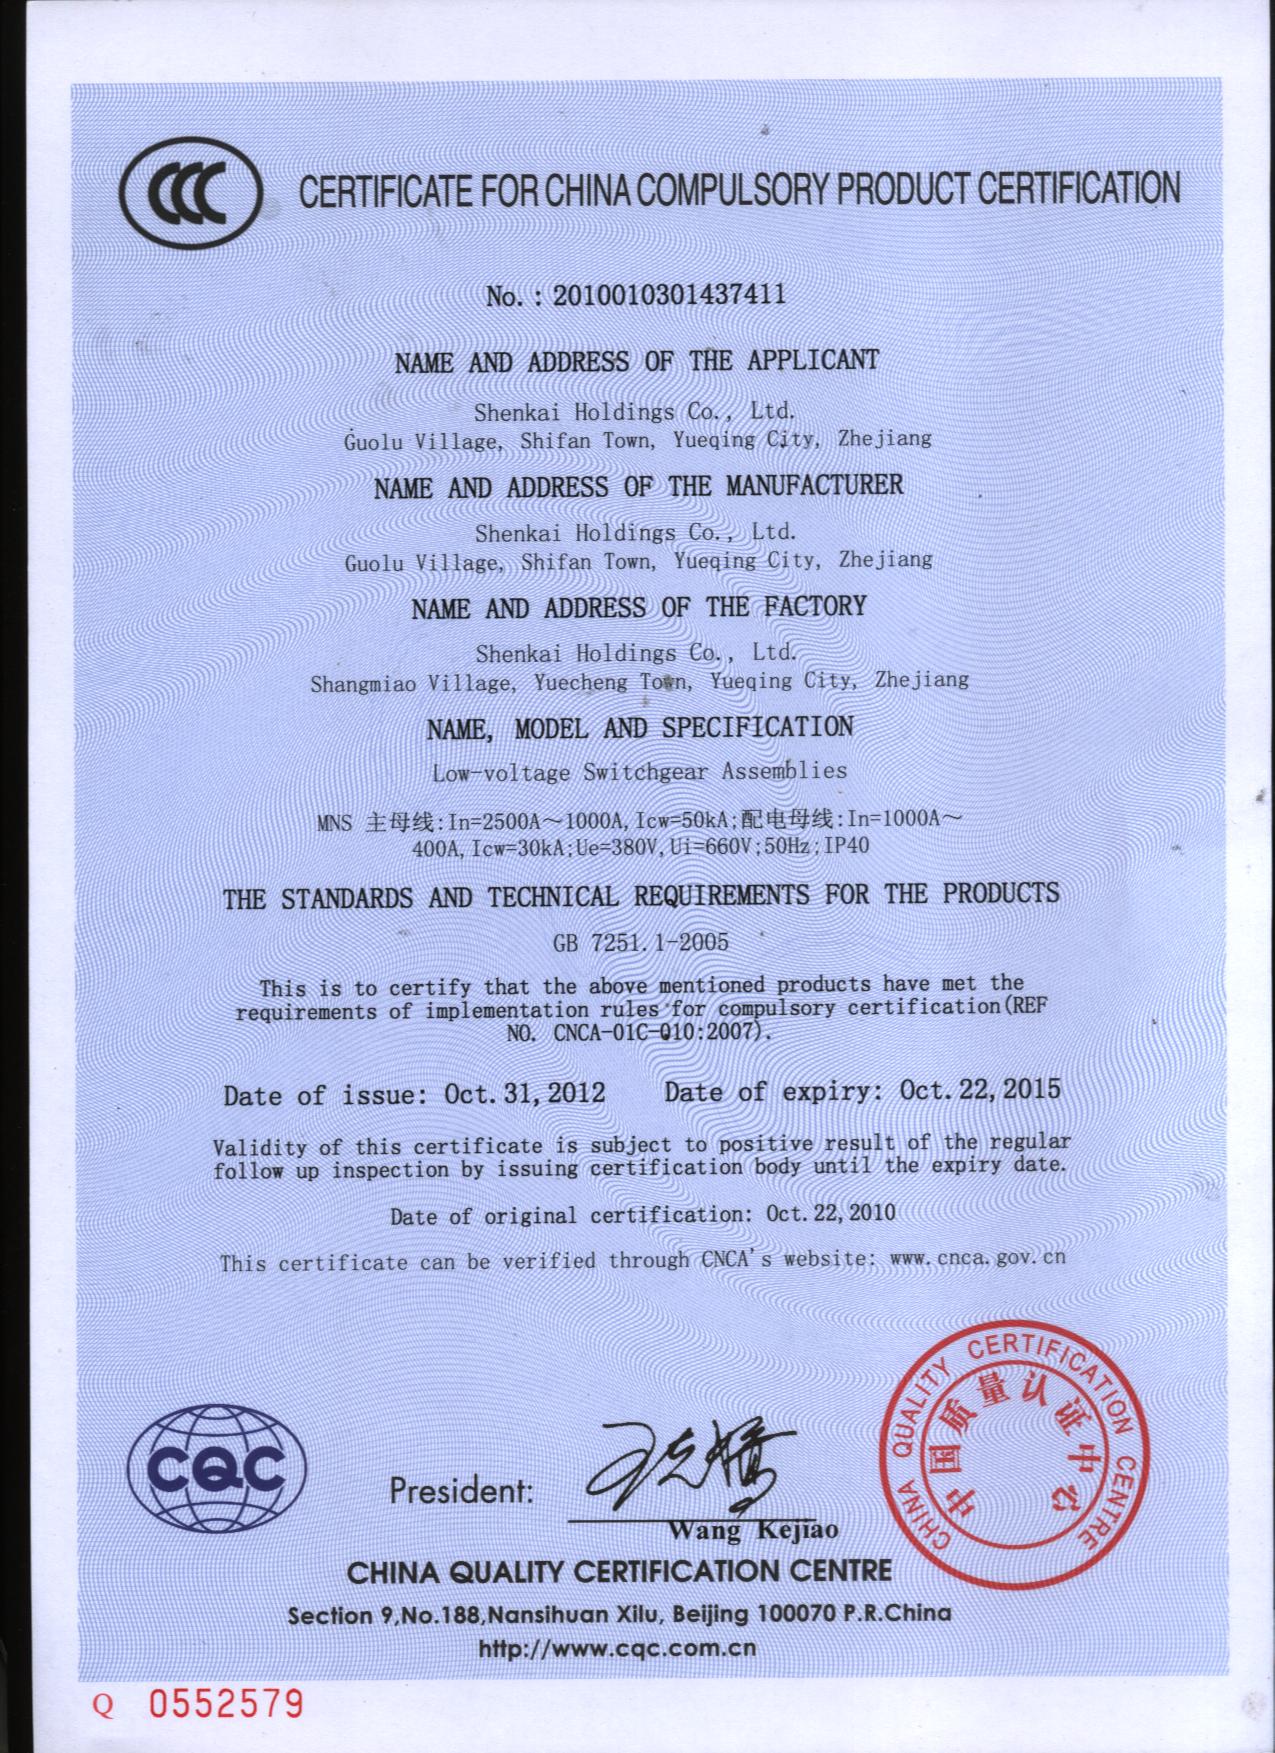 CCC
CERTIFICATE FOR CHINA COMPULSORY PRODUCT CERTIFICATION
No. : 2010010301437411
NAME AND ADDRESS OF THE APPLICANT
Shenkai Holdings Co., Ltd.
Guolu Village, Shifan Town, Yueqing City, Zhejiang
NAME AND ADDRESS OF THE MANUFACTURER
Shenkai Holdings Co., Ltd.
Guolu Village, Shifan Town, Yueqing City, Zhejiang
NAME AND ADDRESS OF THE FACTORY
Shenkai Holdings Co., Ltd.
Shangmiao Village, Yuecheng Town, Yueqing City, Zhejiang
NAME, MODEL AND SPECIFICATION
Low-voltage Switchgear Assemblies
MNS 主母线:In=2500A～1000A,Icw=50kA;配电母线:In=1000A～
400A,Icw=30kA;Ue=380V,Ui=660V;50Hz;IP40
THE STANDARDS AND TECHNICAL REQUIREMENTS FOR THE PRODUCTS
GB 7251.1-2005
This is to certify that the above mentioned products have met the
requirements of implementation rules for compulsory certification(REF
NO. CNCA-01C-010:2007).
Date of issue: Oct.31,2012 Date of expiry: Oct.22,2015
Validity of this certificate is subject to positive result of the regular
follow up inspection by issuing certification body until the expiry date.
Date of original certification: Oct.22,2010
This certificate can be verified through CNCA's website: www.cnca.gov.cn
CHINA QUALITY CERTIFICATION CENTRE
中国质量认证中心
CQC
President:
Wang Kejiao
CHINA QUALITY CERTIFICATION CENTRE
Section 9,No.188,Nansihuan Xilu, Beijing 100070 P.R.China
http://www.cqc.com.cn
Q 0552579